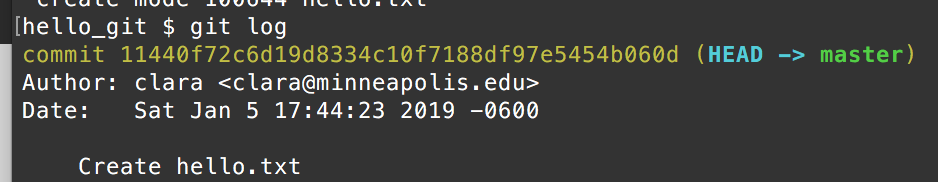 create mode 100644 hello.txt
[hello_git $ git log
commit 11440f72c6d19d8334c10f7188df97e5454b060d (HEAD -> master)
Author: clara <clara@minneapolis.edu>
Date:   Sat Jan 5 17:44:23 2019 -0600
Create hello.txt